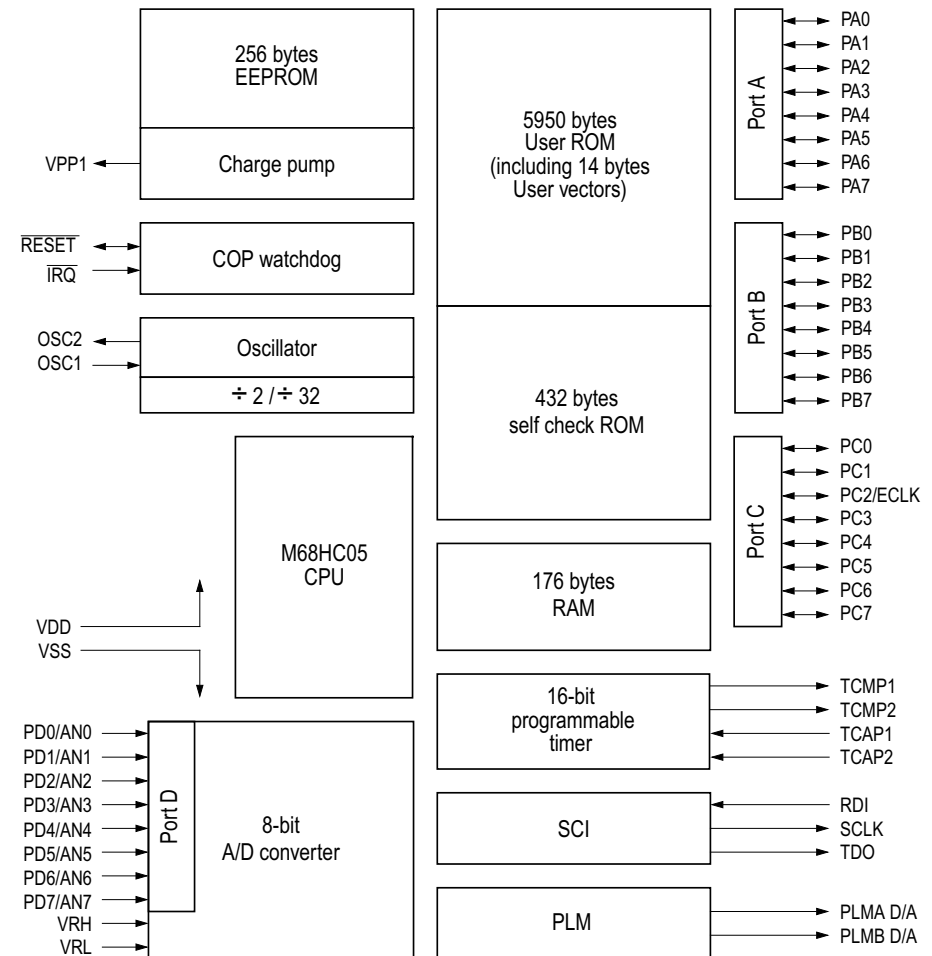 256 bytes
EEPROM
Charge pump
VPP1
RESET
IRQ
COP watchdog
OSC2
OSC1
Oscillator
÷ 2 /÷ 32
5950 bytes
User ROM
(including 14 bytes
User vectors)
432 bytes
self check ROM
Port A
PA0
PA1
PA2
PA3
PA4
PA5
PA6
PA7
Port B
PB0
PB1
PB2
PB3
PB4
PB5
PB6
PB7
Port C
PC0
PC1
PC2/ECLK
PC3
PC4
PC5
PC6
PC7
M68HC05
CPU
VDD
VSS
176 bytes
RAM
16-bit
programmable
timer
TCMP1
TCMP2
TCAP1
TCAP2
PD0/AN0
PD1/AN1
PD2/AN2
PD3/AN3
PD4/AN4
PD5/AN5
PD6/AN6
PD7/AN7
VRH
VRL
Port D
8-bit
A/D converter
SCI
RDI
SCLK
TDO
PLM
PLMA D/A
PLMB D/A